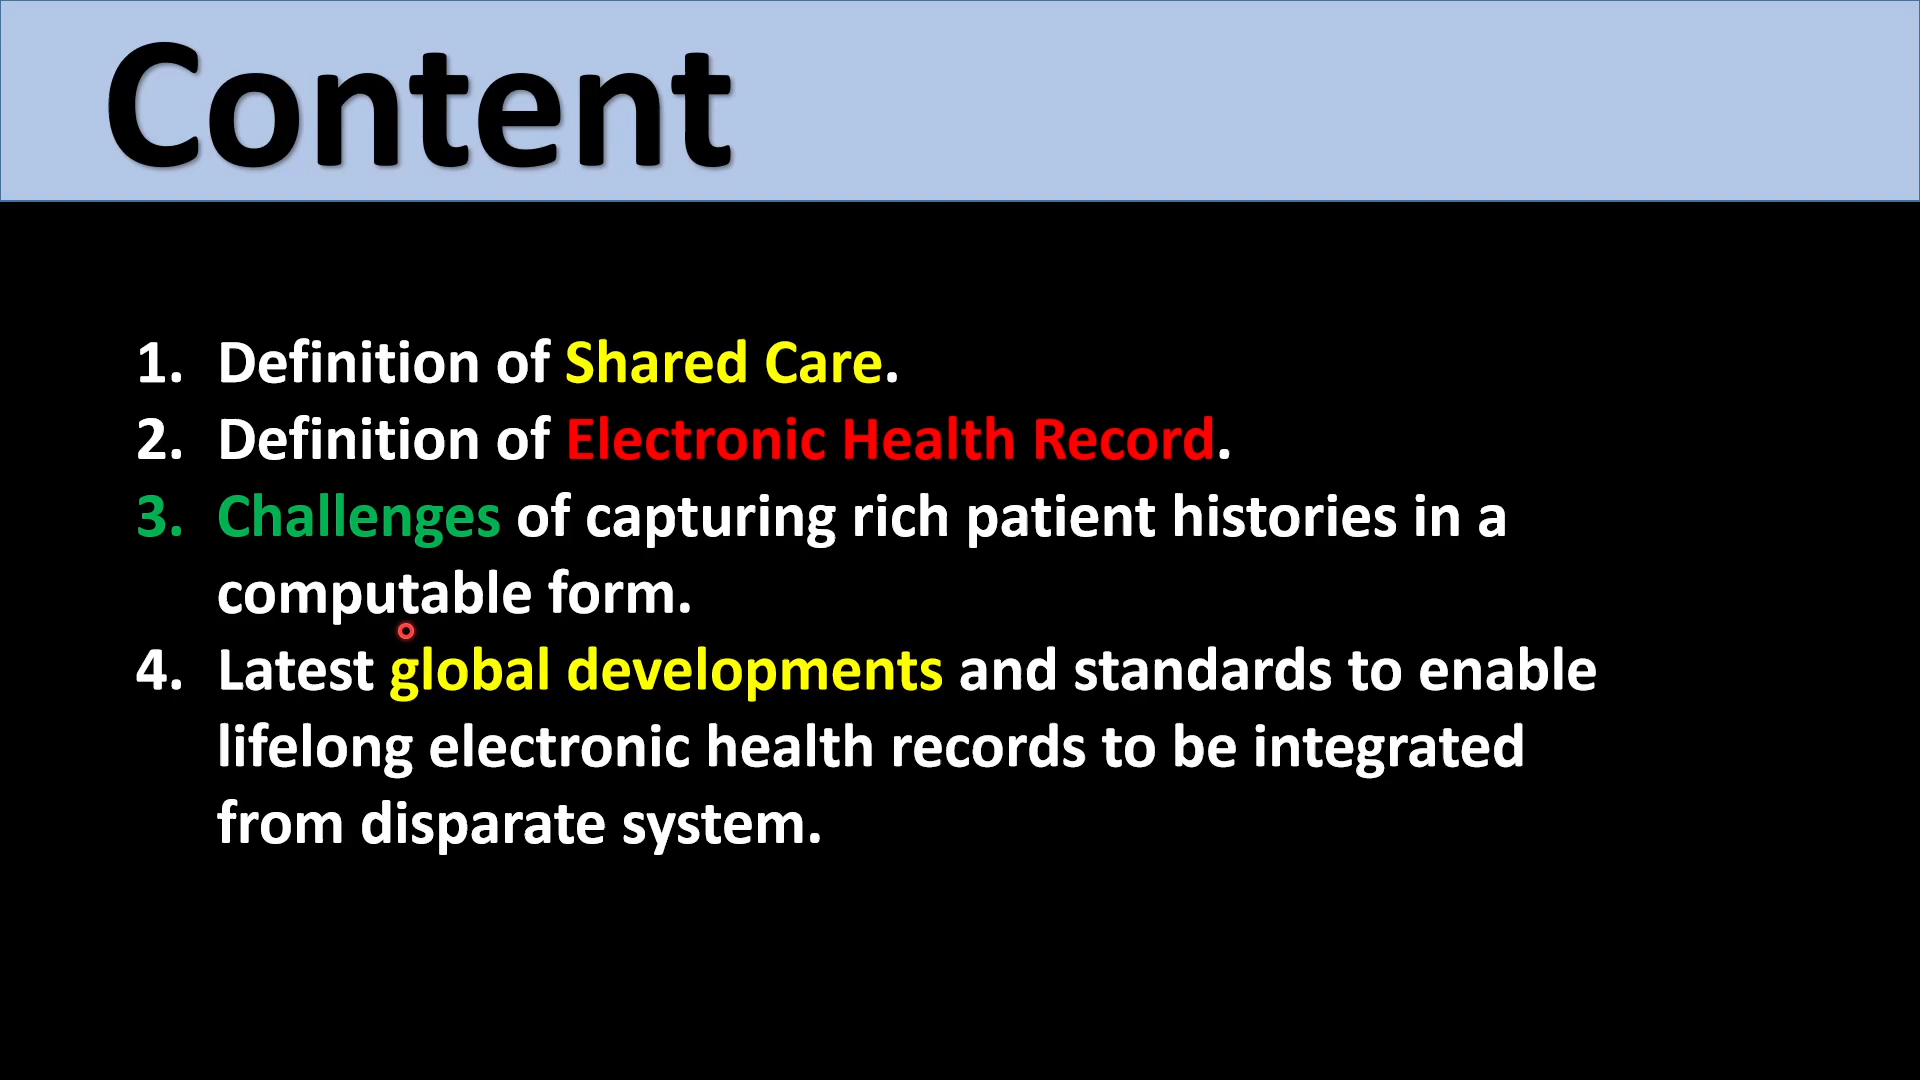 Content
1. Definition of Shared Care.
2. Definition of Electronic Health Record.
3. Challenges of capturing rich patient histories in a
computable form.
4. Latest global developments and standards to enable
lifelong electronic health records to be integrated
from disparate system.